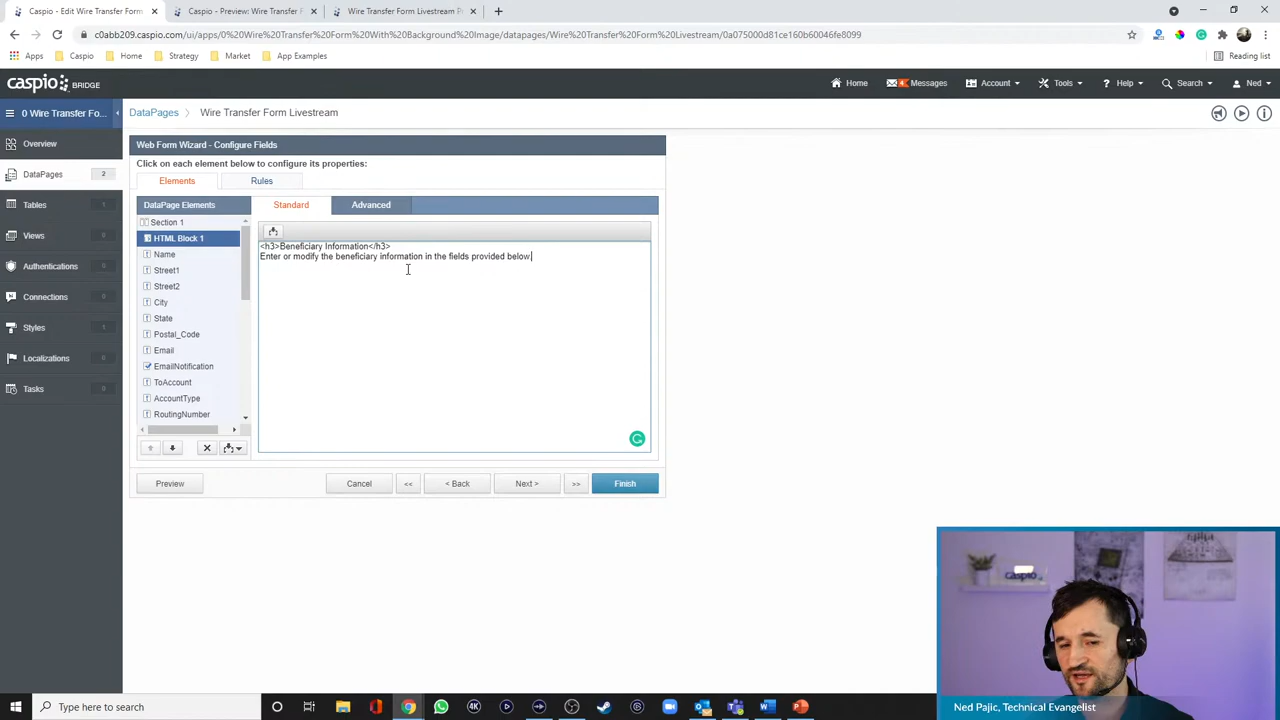 Caspio - Edit Wire Transfer Form
Caspio - Preview: Wire Transfer F
Wire Transfer Form Livestream P
c0abb209.caspio.com/ui/apps/0%20Wire%20Transfer%20Form%20With%20Background%20Image/datapages/Wire%20Transfer%20Form%20Livestream/0a075000d81ce160b60046fe8099
Apps
Caspio
Home
Strategy
Market
App Examples
Reading list
caspio BRIDGE
Home
Messages
Account
Tools
Help
Search
Ned
0 Wire Transfer Fo...
DataPages
Wire Transfer Form Livestream
Overview
DataPages 2
Tables 1
Views 9
Authentications 8
Connections 9
Styles 1
Localizations
Tasks
Web Form Wizard - Configure Fields
Click on each element below to configure its properties:
Elements
Rules
DataPage Elements
Standard
Advanced
Section 1
HTML Block 1
Name
Street1
Street2
City
State
Postal_Code
Email
EmailNotification
ToAccount
AccountType
RoutingNumber
<h3>Beneficiary Information</h3>
Enter or modify the beneficiary information in the fields provided below
Preview
Cancel
<<
< Back
Next >
>>
Finish
caspio
Ned Pajic, Technical Evangelist
Type here to search